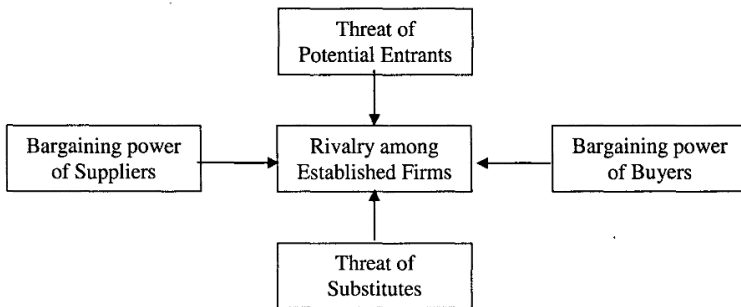 Threat of
Potential Entrants
Bargaining power
of Suppliers
Rivalry among
Established Firms
Bargaining power
of Buyers
Threat of
Substitutes